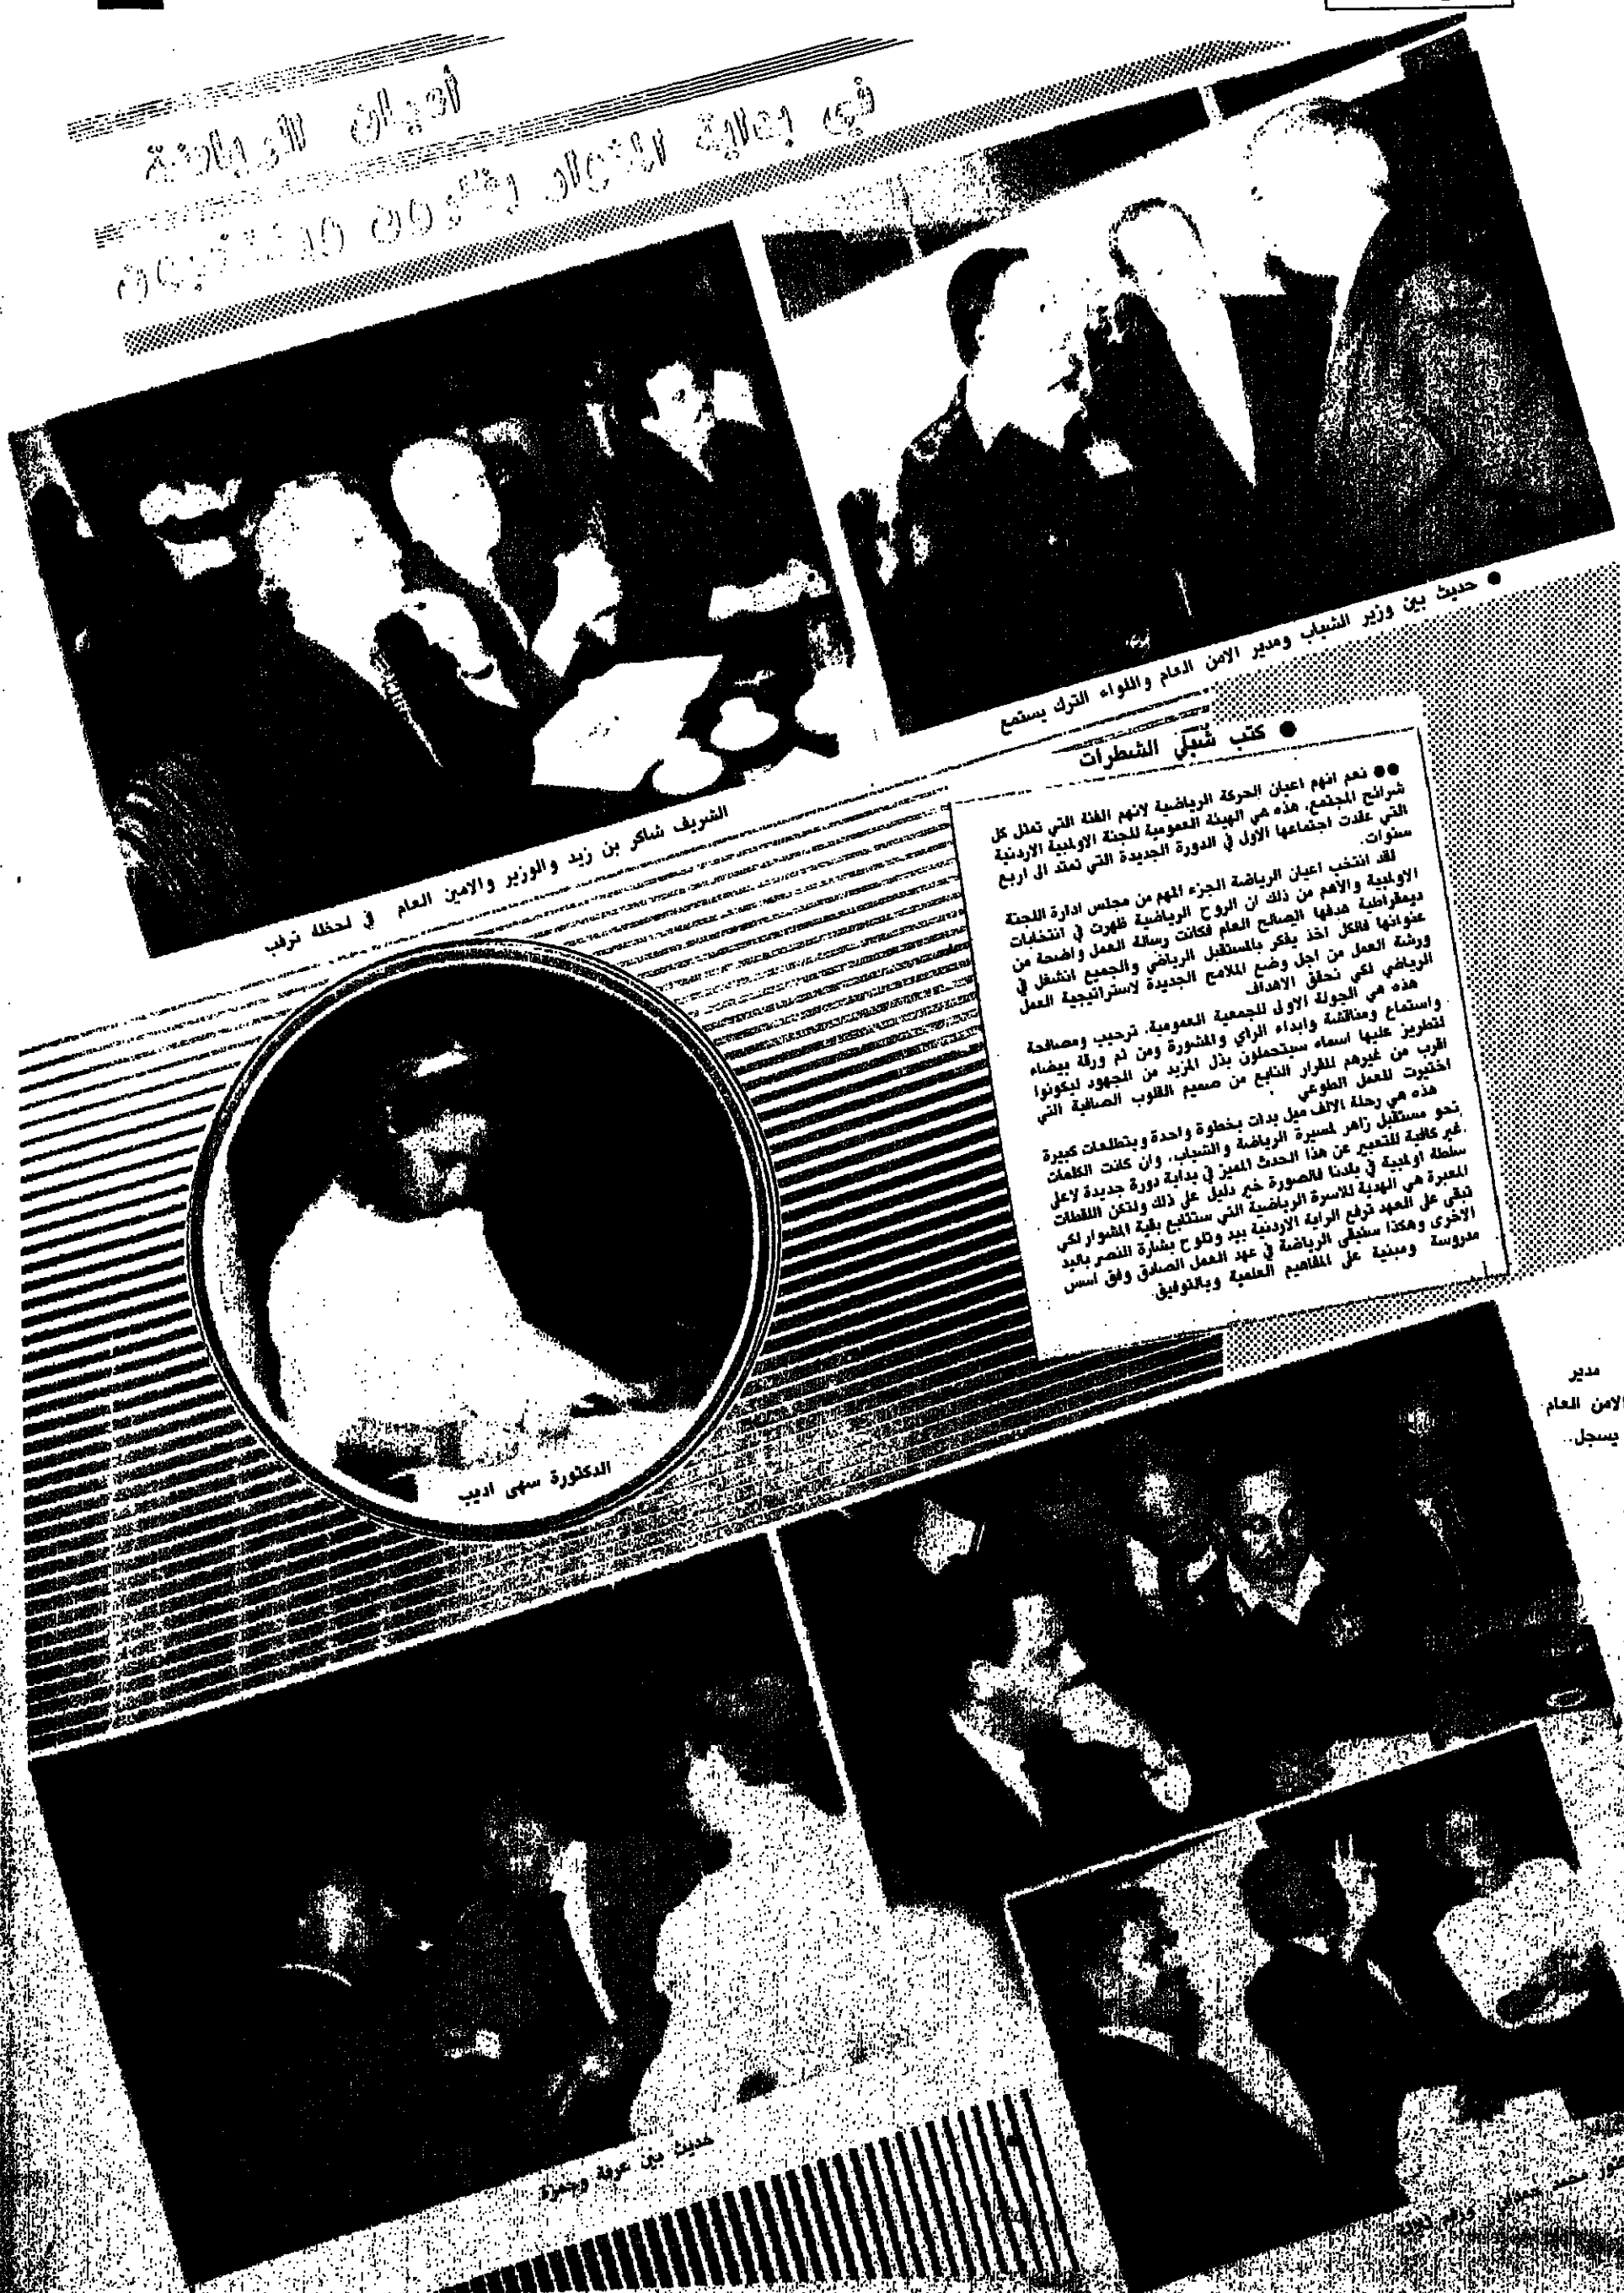 أعيان الرياضة
في بداية المشوار يقررون
● حديث بين وزير الشباب ومدير الامن العام واللواء الترك يستمع
الشريف شاكر بن زيد والوزير والامين العام في لحظة ترقب
● كتب شبلي الشطرات
●● نعم انهم اعيان الحركة الرياضية لانهم الفئة التي تمثل كل
شرائح المجتمع. هذه هي الهيئة العمومية للجنة الاولمبية الاردنية
التي عقدت اجتماعها الاول في الدورة الجديدة التي تمتد الى اربع
سنوات.
لقد انتخب اعيان الرياضة الجزء المهم من مجلس ادارة اللجنة
الاولمبية والاهم من ذلك ان الروح الرياضية ظهرت في انتخابات
ديمقراطية هدفها الصالح العام فكانت رسالة العمل واضحة من
عنوانها فالكل اخذ يفكر بالمستقبل الرياضي والجميع انشغل في
ورشة العمل من اجل وضع الملامح الجديدة لاستراتيجية العمل
الرياضي لكي نحقق الاهداف
هذه هي الجولة الاولى للجمعية العمومية. ترحيب ومصافحة
واستماع ومناقشة وابداء الراي والمشورة ومن ثم ورقة بيضاء
لتطريز عليها اسماء سيتحملون بذل المزيد من الجهود ليكونوا
اقرب من غيرهم للقرار النابع من صميم القلوب الصافية التي
اختيرت للعمل الطوعي
هذه هي رحلة الالف ميل بدات بخطوة واحدة وبتطلعات كبيرة
نحو مستقبل زاهر لمسيرة الرياضة والشباب. وان كانت الكلمات
غير كافية للتعبير عن هذا الحدث المميز في بداية دورة جديدة لاعلى
سلطة اولمبية في بلدنا فالصورة خير دليل على ذلك ولتكن اللقطات
المعبرة هي الهدية للاسرة الرياضية التي ستتابع بقية المشوار لكي
تبقى على العهد ترفع الراية الاردنية بيد وتلوح بشارة النصر باليد
الاخرى وهكذا ستبقى الرياضة في عهد العمل الصادق وفق اسس
مدروسة ومبنية على المفاهيم العلمية وبالتوفيق.
مدير
الامن العام
يسجل..
الدكتورة سهى اديب
حديث بين عرفة وحمزة
محمد